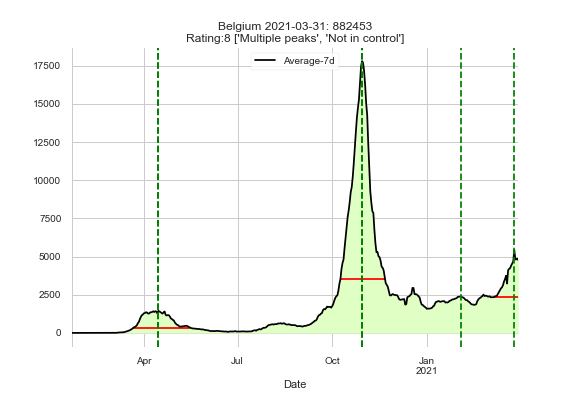 Belgium 2021-03-31: 882453
Rating:8 ['Multiple peaks', 'Not in control']
Average-7d
17500
15000
12500
10000
7500
5000
2500
0
Apr Jul Oct Jan
2021
Date